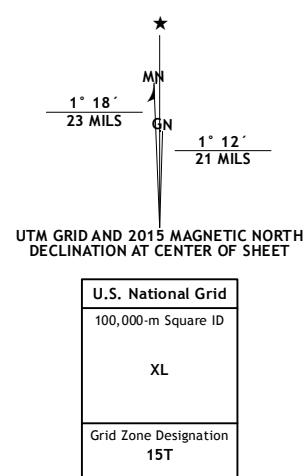 ★
MN
1° 18´
23 MILS
GN
1° 12´
21 MILS
UTM GRID AND 2015 MAGNETIC NORTH
DECLINATION AT CENTER OF SHEET
U.S. National Grid
100,000-m Square ID
XL
Grid Zone Designation
15T